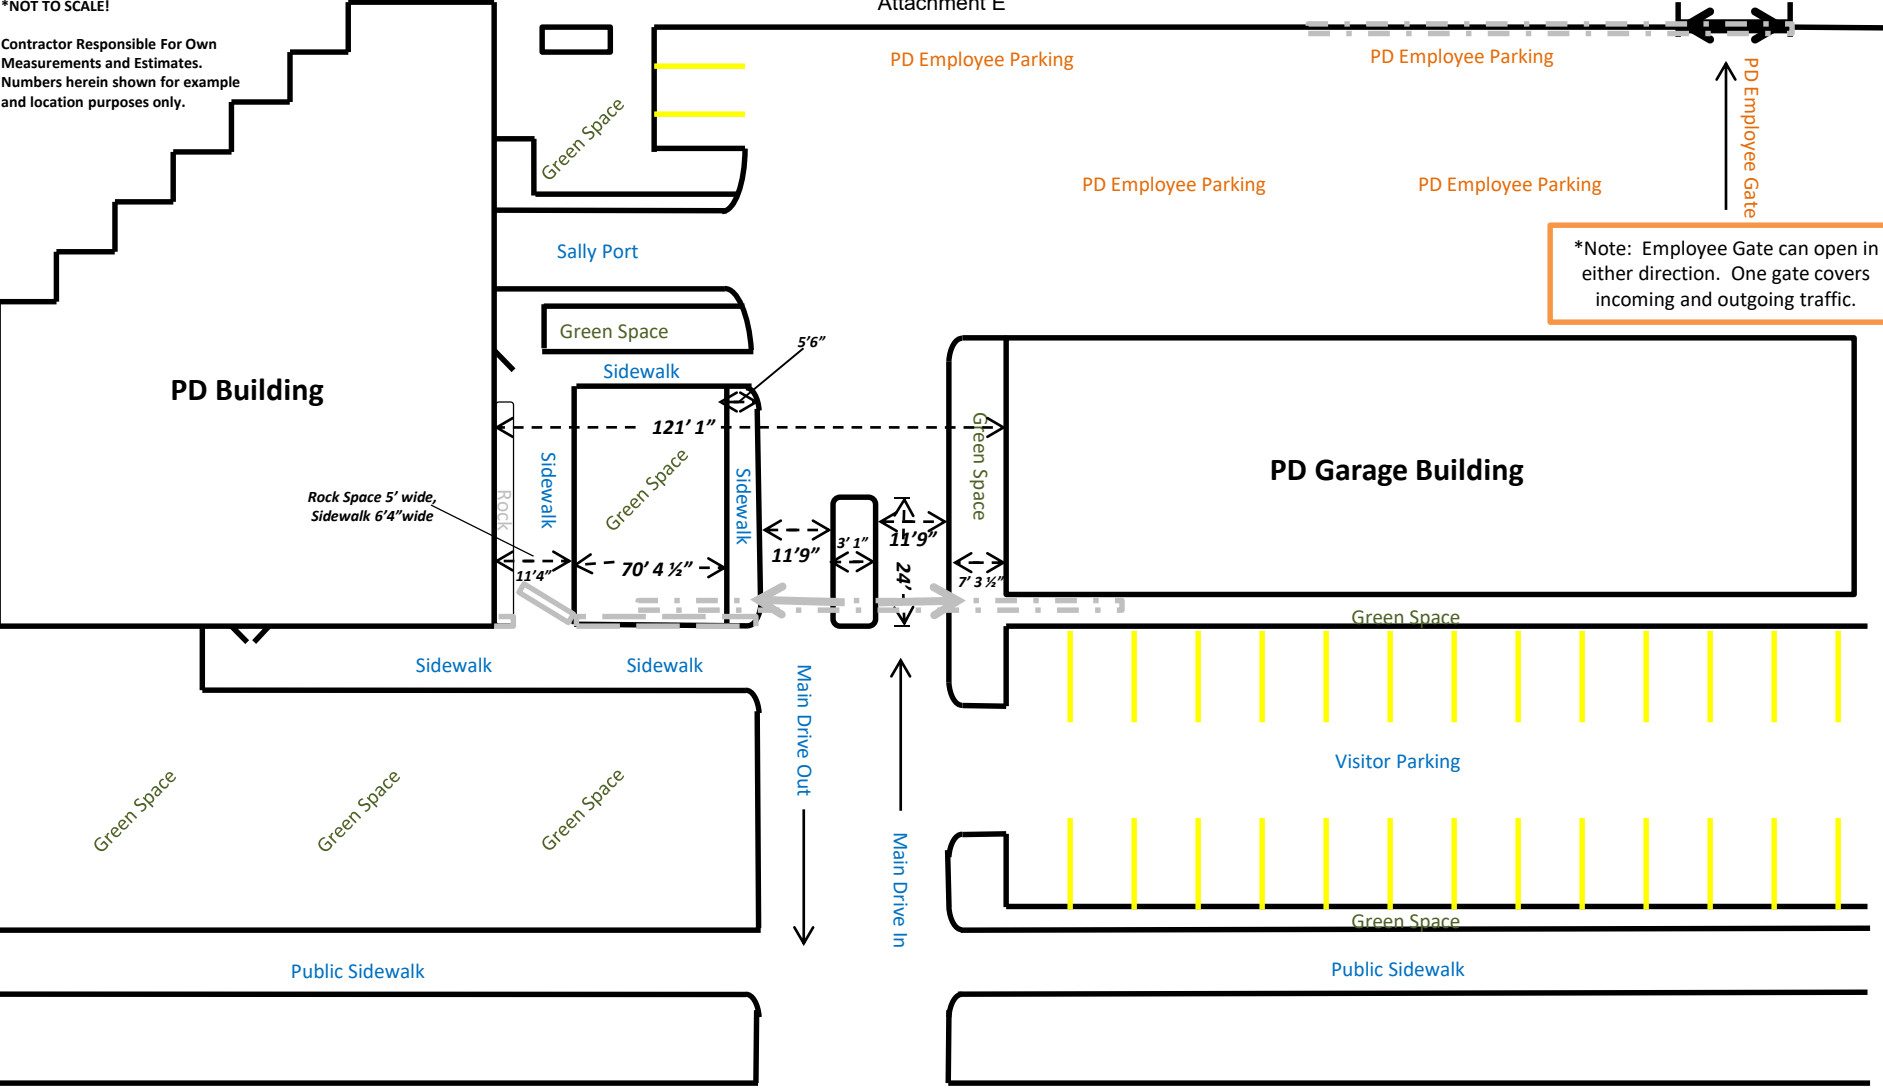 *NOT TO SCALE!
Attachment E
Contractor Responsible For Own
Measurements and Estimates.
Numbers herein shown for example
and location purposes only.
PD Employee Parking
PD Employee Parking
PD Employee Gate
Green Space
PD Employee Parking
PD Employee Parking
Sally Port
*Note:  Employee Gate can open in
either direction.  One gate covers
incoming and outgoing traffic.
Green Space
5'6"
Sidewalk
PD Building
121' 1"
Green Space
PD Garage Building
Sidewalk
Green Space
Sidewalk
Rock
Rock Space 5' wide,
Sidewalk 6'4"wide
11'9"
3' 1"
11'9"
11'4"
70' 4 ½"
24'
7' 3 ½"
Green Space
Sidewalk
Sidewalk
Main Drive Out
Visitor Parking
Green Space
Green Space
Green Space
Main Drive In
Green Space
Public Sidewalk
Public Sidewalk